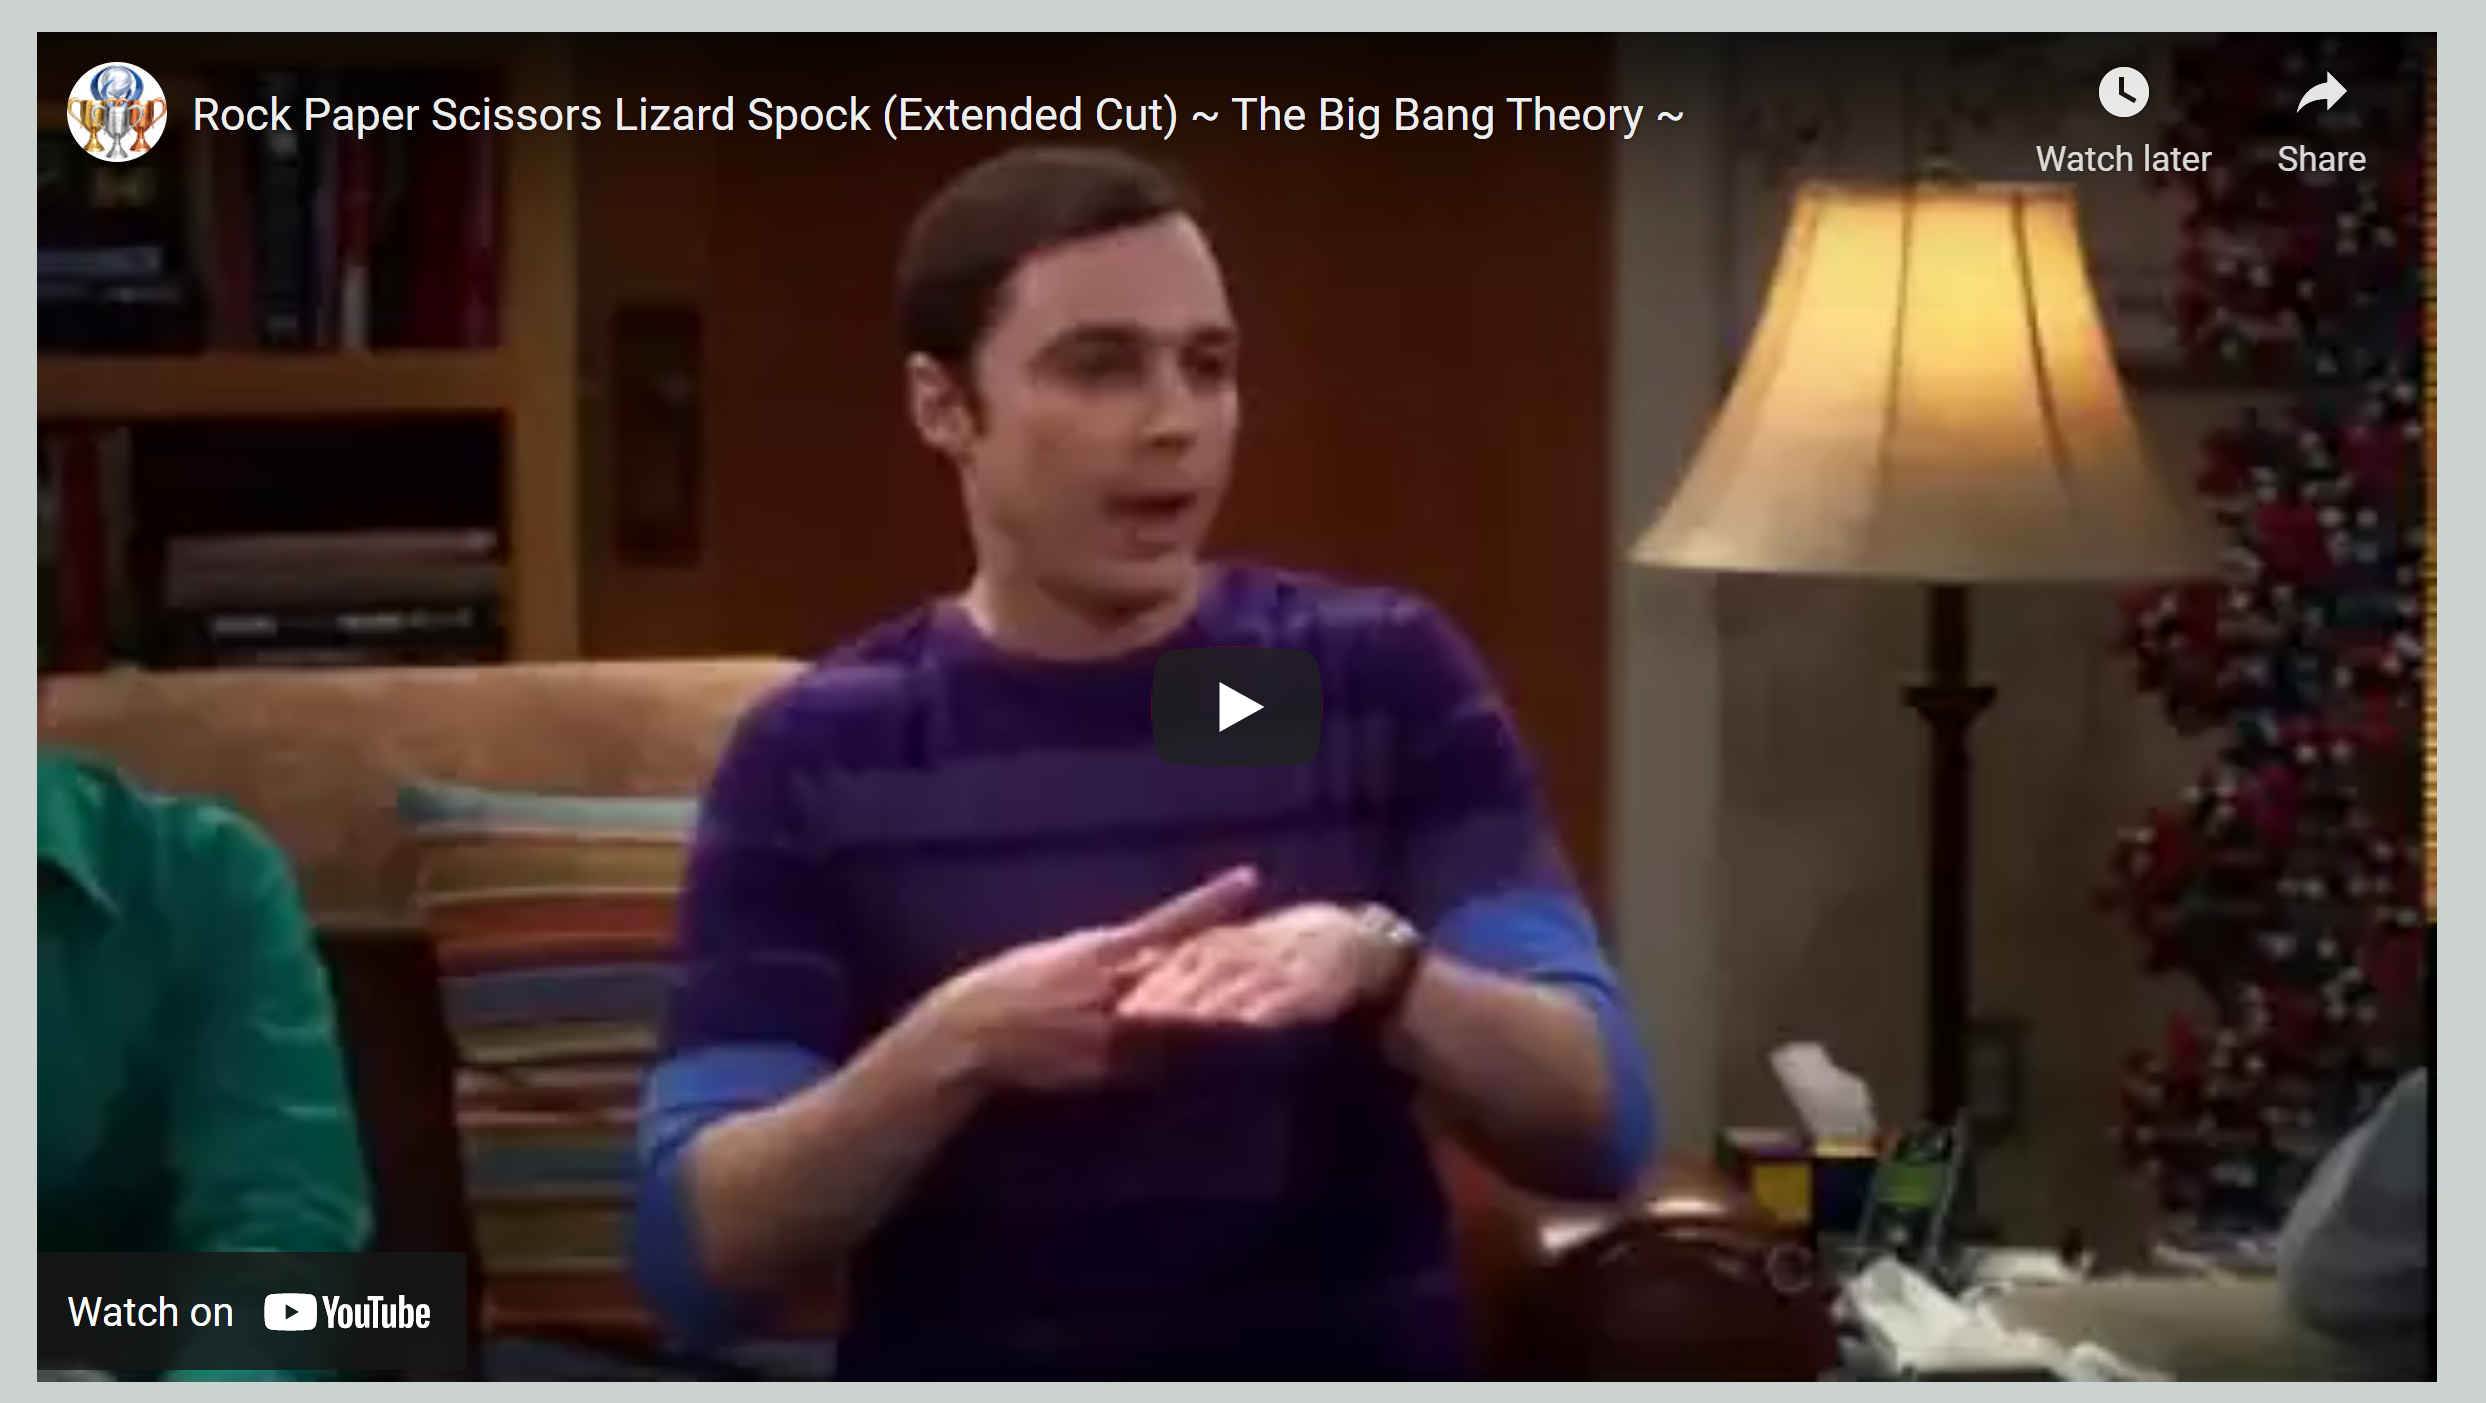 Rock Paper Scissors Lizard Spock (Extended Cut) ~ The Big Bang Theory ~
Watch later
Share
Watch on YouTube